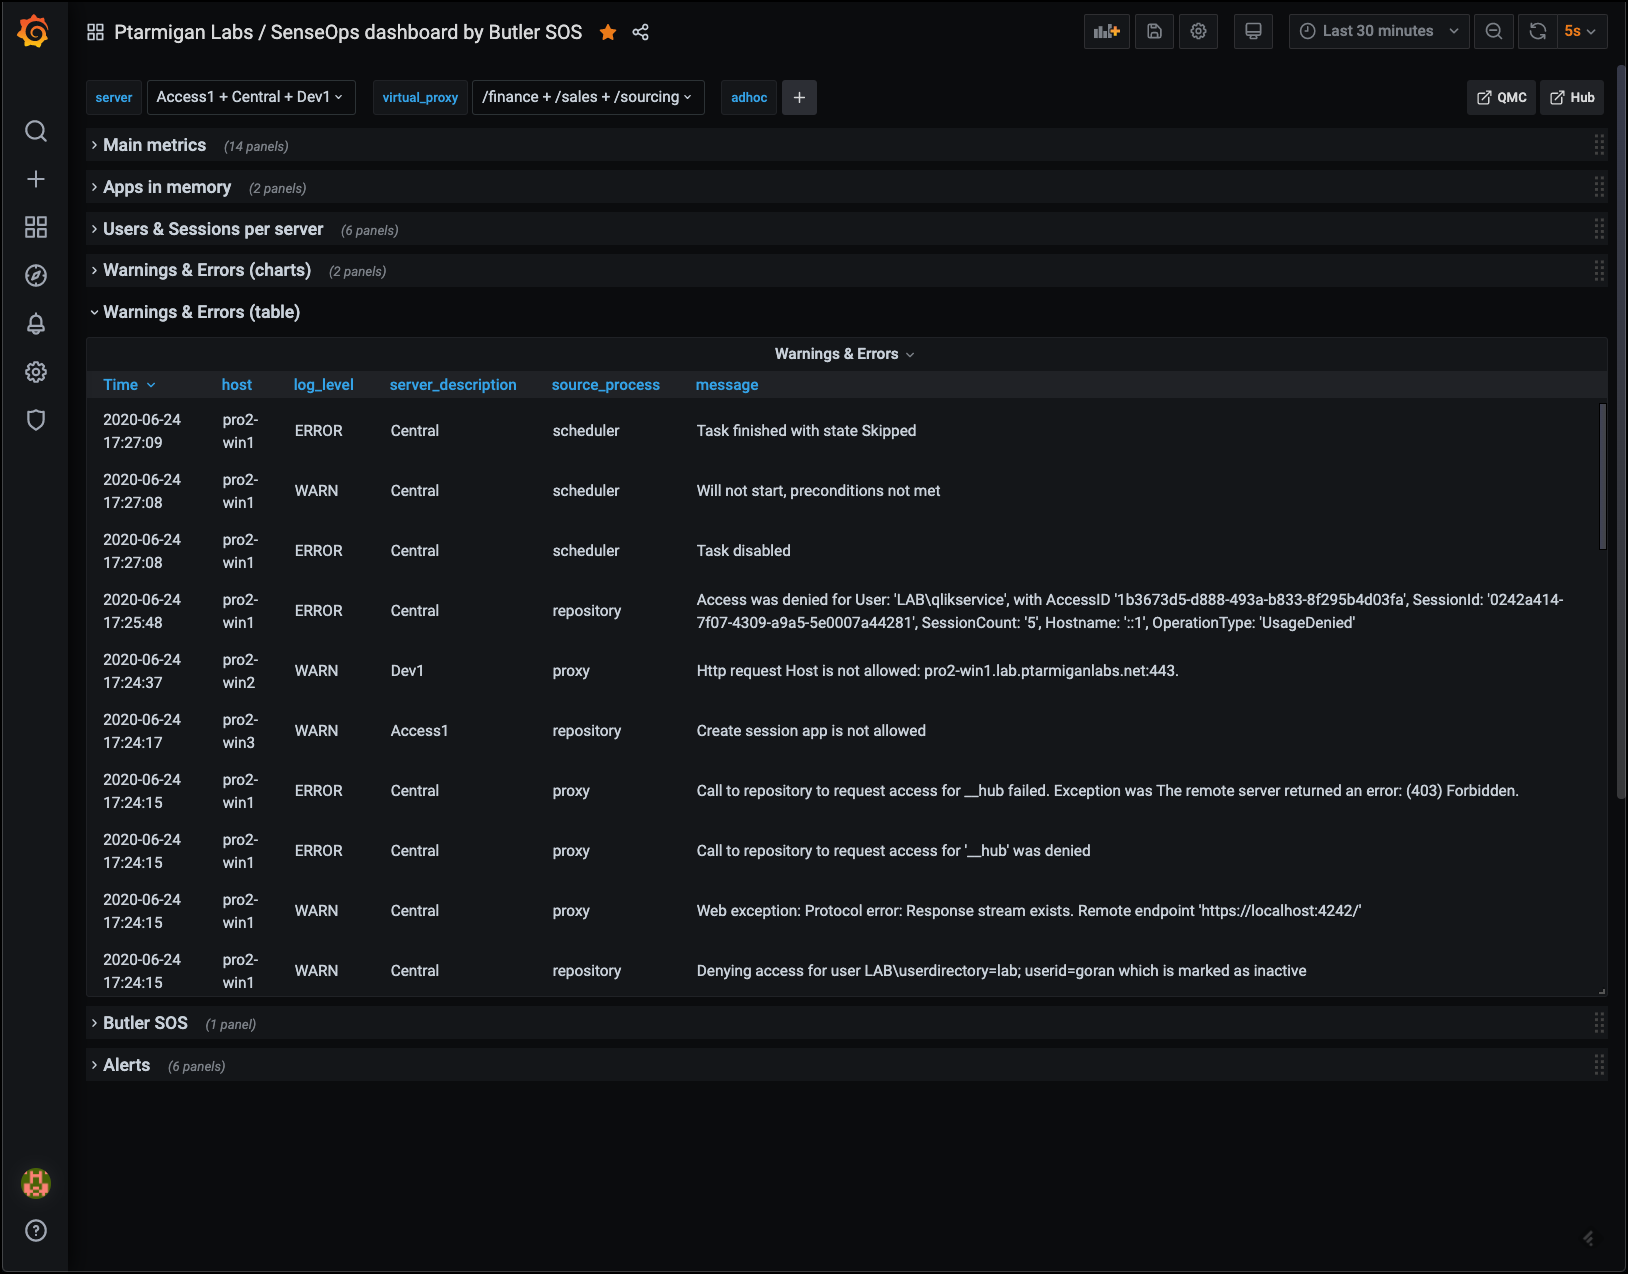 Ptarmigan Labs / SenseOps dashboard by Butler SOS
Last 30 minutes
5s
server Access1 + Central + Dev1 virtual_proxy /finance + /sales + /sourcing adhoc + QMC Hub
Main metrics (14 panels)
Apps in memory (2 panels)
Users & Sessions per server (6 panels)
Warnings & Errors (charts) (2 panels)
Warnings & Errors (table)
Warnings & Errors
Time host log_level server_description source_process message
2020-06-24 pro2-
17:27:09 win1 ERROR Central scheduler Task finished with state Skipped
2020-06-24 pro2-
17:27:08 win1 WARN Central scheduler Will not start, preconditions not met
2020-06-24 pro2-
17:27:08 win1 ERROR Central scheduler Task disabled
2020-06-24 pro2- ERROR Central repository Access was denied for User: 'LAB\qlikservice', with AccessID '1b3673d5-d888-493a-b833-8f295b4d03fa', SessionId: '0242a414-
17:25:48 win1 7f07-4309-a9a5-5e0007a44281', SessionCount: '5', Hostname: '::1', OperationType: 'UsageDenied'
2020-06-24 pro2-
17:24:37 win2 WARN Dev1 proxy Http request Host is not allowed: pro2-win1.lab.ptarmiganlabs.net:443.
2020-06-24 pro2-
17:24:17 win3 WARN Access1 repository Create session app is not allowed
2020-06-24 pro2-
17:24:15 win1 ERROR Central proxy Call to repository to request access for __hub failed. Exception was The remote server returned an error: (403) Forbidden.
2020-06-24 pro2-
17:24:15 win1 ERROR Central proxy Call to repository to request access for '__hub' was denied
2020-06-24 pro2-
17:24:15 win1 WARN Central proxy Web exception: Protocol error: Response stream exists. Remote endpoint 'https://localhost:4242/'
2020-06-24 pro2-
17:24:15 win1 WARN Central repository Denying access for user LAB\userdirectory=lab; userid=goran which is marked as inactive
Butler SOS (1 panel)
Alerts (6 panels)